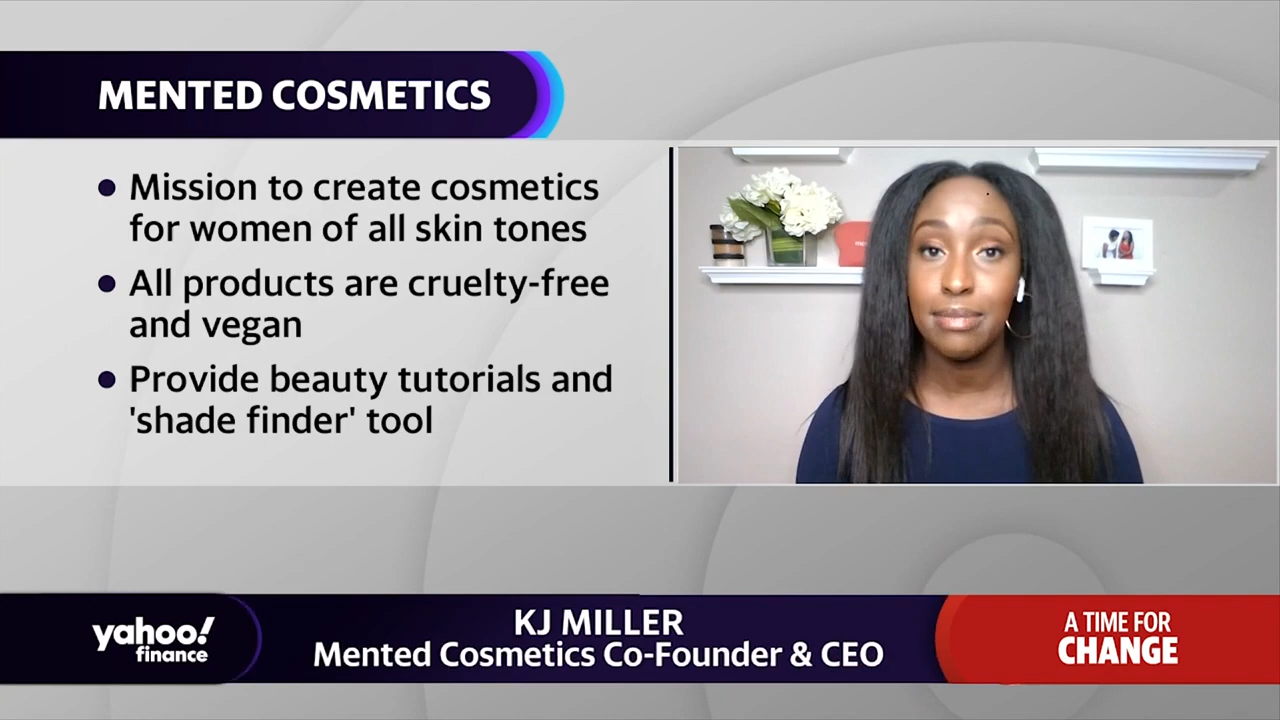 MENTED COSMETICS
Mission to create cosmetics
for women of all skin tones
All products are cruelty-free
and vegan
Provide beauty tutorials and
'shade finder' tool
yahoo!
finance
KJ MILLER
Mented Cosmetics Co-Founder & CEO
A TIME FOR
CHANGE